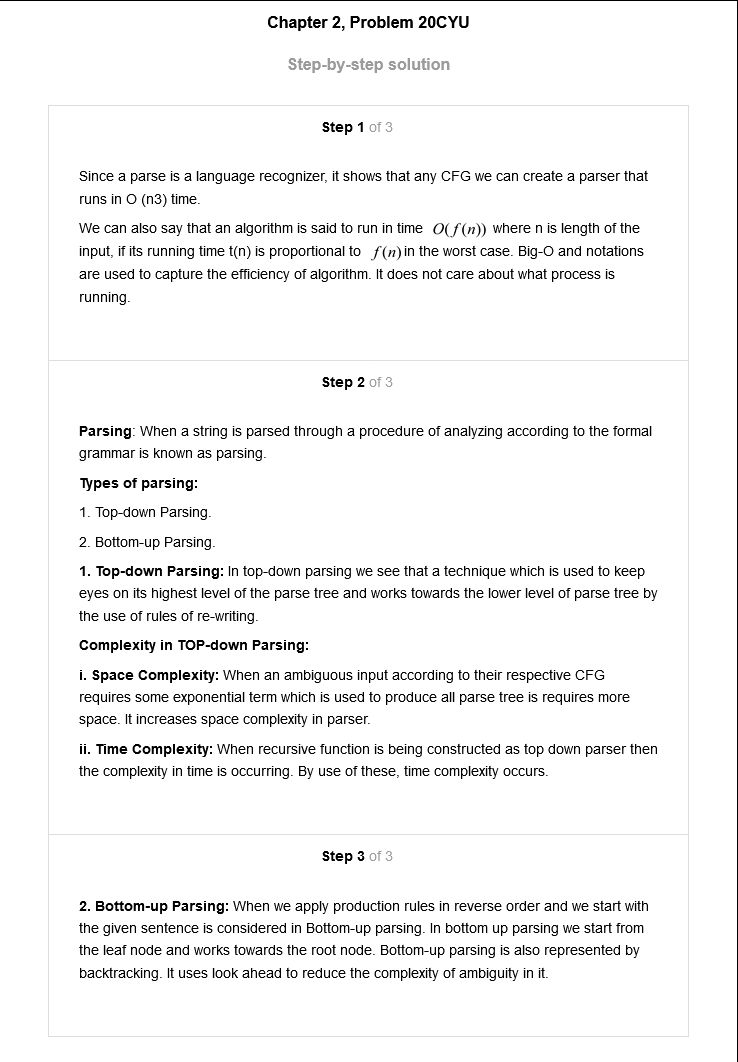 Chapter 2, Problem 20CYU
Step-by-step solution
Step 1 of 3
Since a parse is a language recognizer, it shows that any CFG we can create a parser that
runs in O (n3) time.
We can also say that an algorithm is said to run in time O(f(n)) where n is length of the
input, if its running time t(n) is proportional to f(n) in the worst case. Big-O and notations
are used to capture the efficiency of algorithm. It does not care about what process is
running.
Step 2 of 3
Parsing: When a string is parsed through a procedure of analyzing according to the formal
grammar is known as parsing.
Types of parsing:
1. Top-down Parsing.
2. Bottom-up Parsing.
1. Top-down Parsing: In top-down parsing we see that a technique which is used to keep
eyes on its highest level of the parse tree and works towards the lower level of parse tree by
the use of rules of re-writing.
Complexity in TOP-down Parsing:
i. Space Complexity: When an ambiguous input according to their respective CFG
requires some exponential term which is used to produce all parse tree is requires more
space. It increases space complexity in parser.
ii. Time Complexity: When recursive function is being constructed as top down parser then
the complexity in time is occurring. By use of these, time complexity occurs.
Step 3 of 3
2. Bottom-up Parsing: When we apply production rules in reverse order and we start with
the given sentence is considered in Bottom-up parsing. In bottom up parsing we start from
the leaf node and works towards the root node. Bottom-up parsing is also represented by
backtracking. It uses look ahead to reduce the complexity of ambiguity in it.